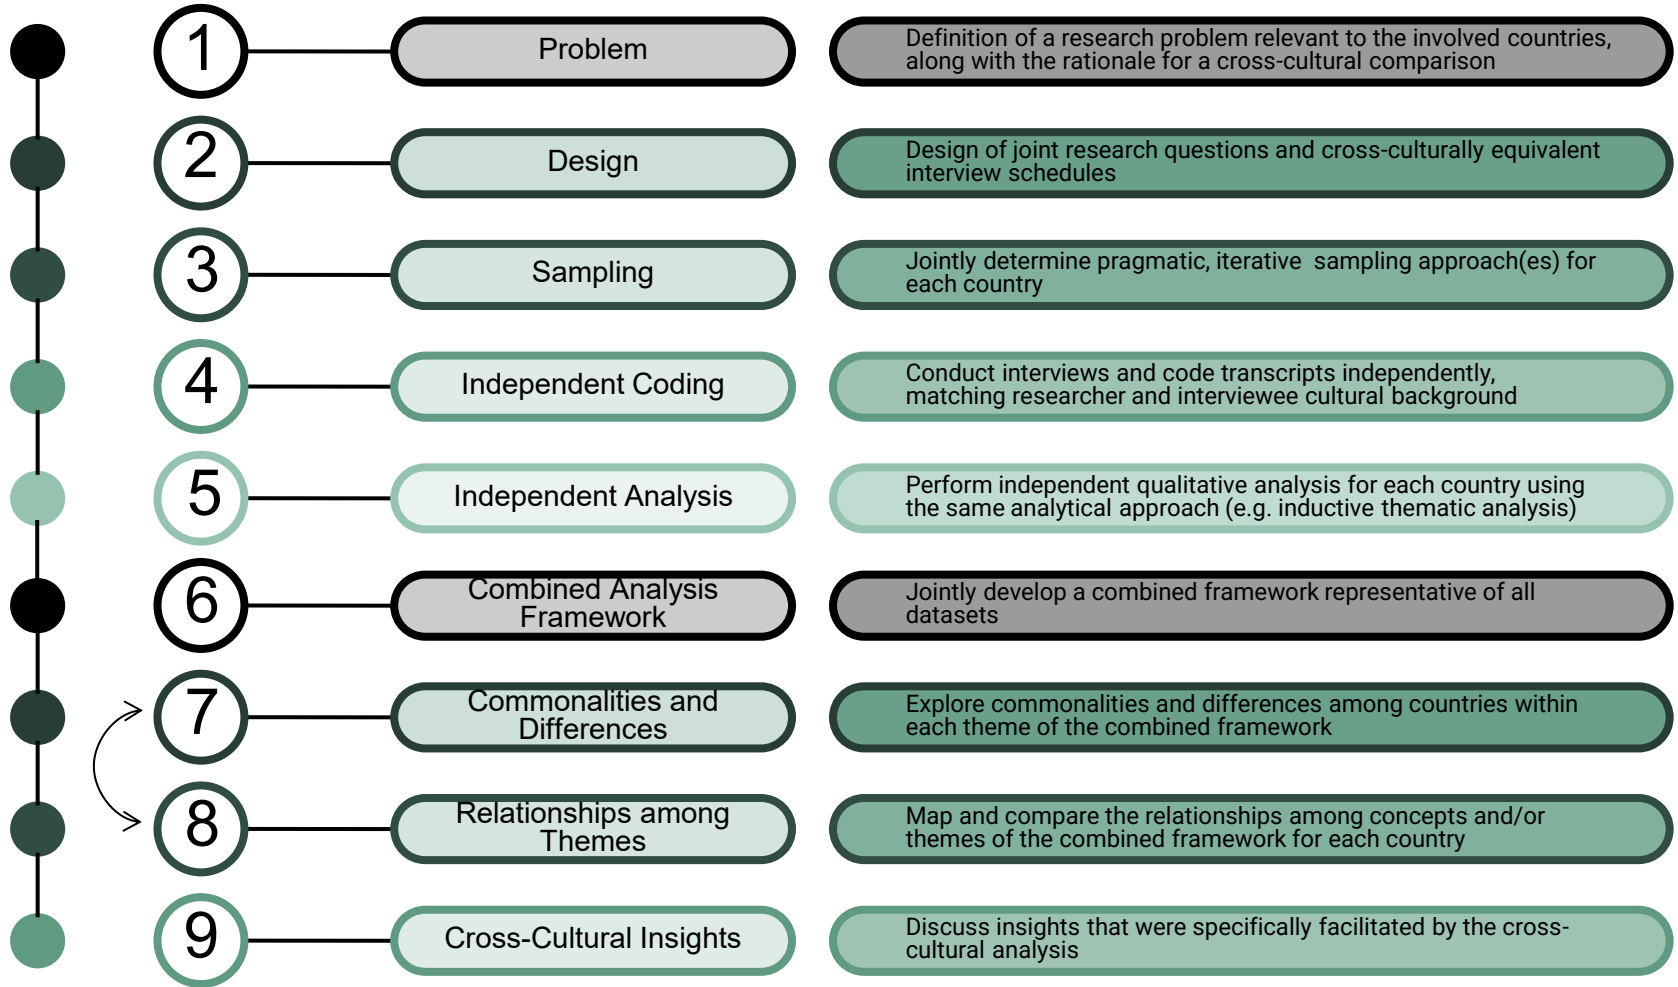 1
Problem
Definition of a research problem relevant to the involved countries,
along with the rationale for a cross-cultural comparison
2
Design
Design of joint research questions and cross-culturally equivalent
interview schedules
3
Sampling
Jointly determine pragmatic, iterative  sampling approach(es) for
each country
4
Independent Coding
Conduct interviews and code transcripts independently,
matching researcher and interviewee cultural background
5
Independent Analysis
Perform independent qualitative analysis for each country using
the same analytical approach (e.g. inductive thematic analysis)
6
Combined Analysis
Framework
Jointly develop a combined framework representative of all
datasets
7
Commonalities and
Differences
Explore commonalities and differences among countries within
each theme of the combined framework
8
Relationships among
Themes
Map and compare the relationships among concepts and/or
themes of the combined framework for each country
9
Cross-Cultural Insights
Discuss insights that were specifically facilitated by the cross-
cultural analysis